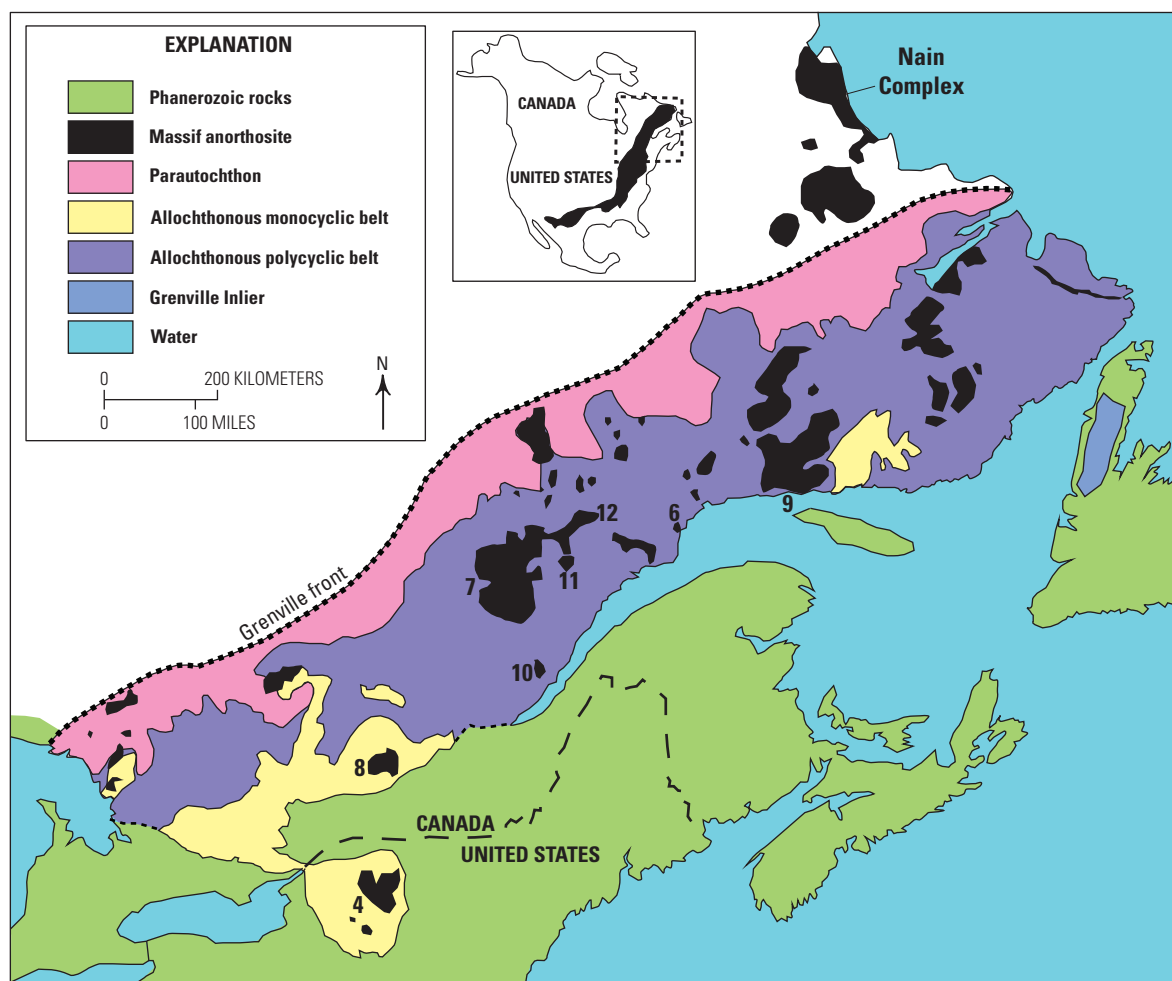 EXPLANATION
Phanerozoic rocks
Massif anorthosite
Parautochthon
Allochthonous monocyclic belt
Allochthonous polycyclic belt
Grenville Inlier
Water
0 200 KILOMETERS
0 100 MILES
N
CANADA
UNITED STATES
Nain
Complex
Grenville front
12
6
9
7
11
10
8
CANADA
UNITED STATES
4